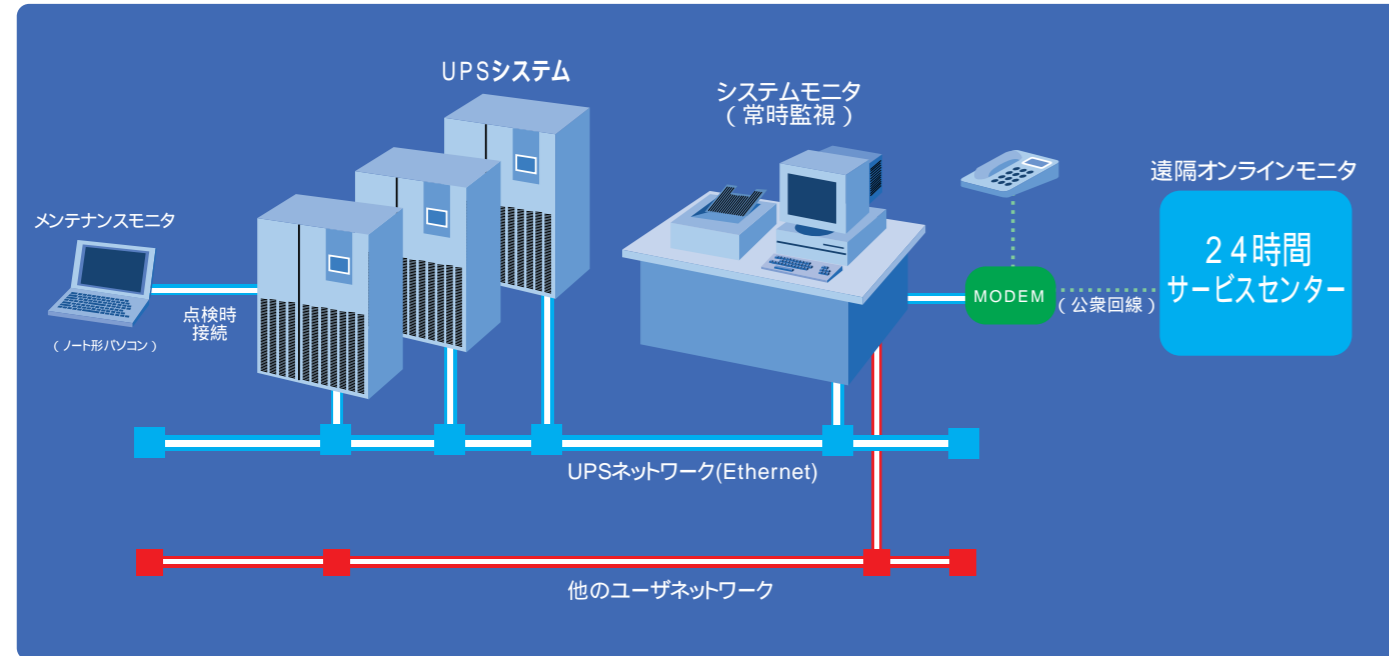 UPSシステム
システムモニタ
(常時監視)
遠隔オンラインモニタ
24時間
サービスセンター
メンテナンスモニタ
(ノート形パソコン)
点検時
接続
MODEM
(公衆回線)
UPSネットワーク(Ethernet)
他のユーザネットワーク